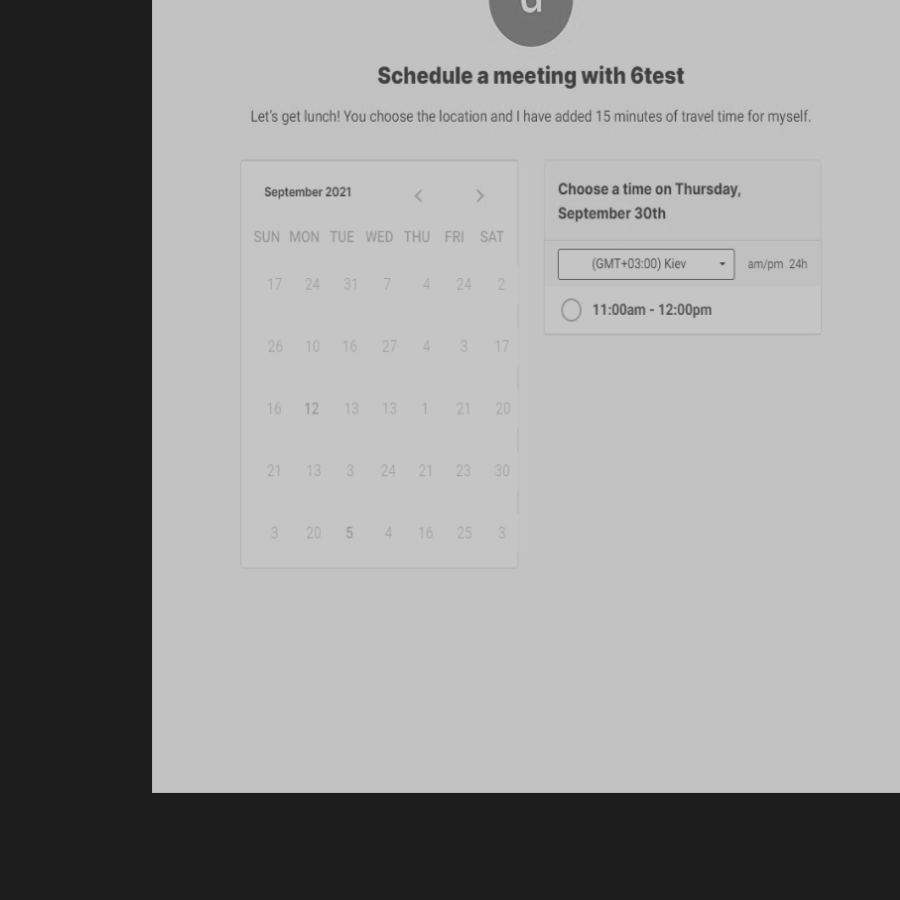 Schedule a meeting with 6test
Let's get lunch! You choose the location and I have added 15 minutes of travel time for myself.
September 2021
SUN MON TUE WED THU FRI SAT
17 24 31 7 4 24 2
26 10 16 27 4 3 17
16 12 13 13 1 21 20
21 13 3 24 21 23 30
3 20 5 4 16 25 3
Choose a time on Thursday,
September 30th
(GMT+03:00) Kiev am/pm 24h
11:00am - 12:00pm